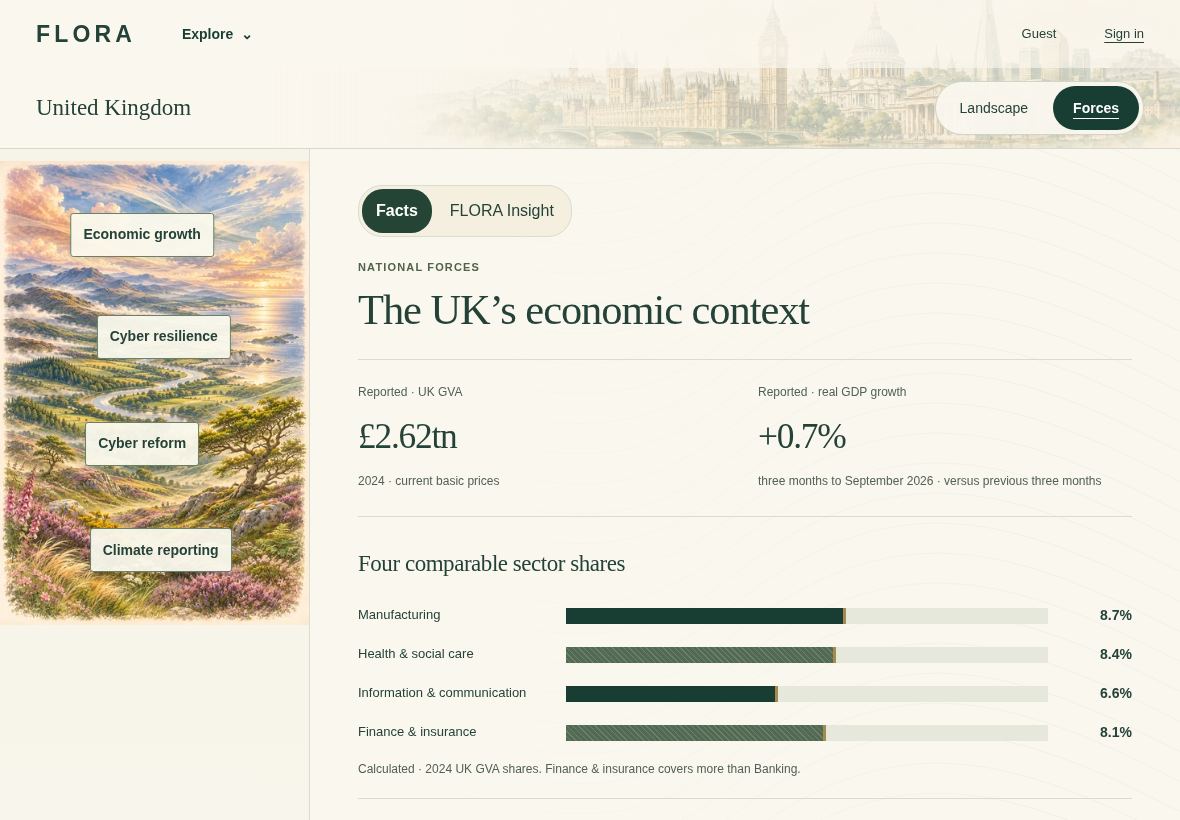 FLORA
Explore
Guest
Sign in
United Kingdom
Landscape
Forces
Economic growth
Cyber resilience
Cyber reform
Climate reporting
Facts
FLORA Insight
NATIONAL FORCES
The UK’s economic context
Reported · UK GVA
£2.62tn
2024 · current basic prices
Reported · real GDP growth
+0.7%
three months to September 2026 · versus previous three months
Four comparable sector shares
Manufacturing 8.7%
Health & social care 8.4%
Information & communication 6.6%
Finance & insurance 8.1%
Calculated · 2024 UK GVA shares. Finance & insurance covers more than Banking.